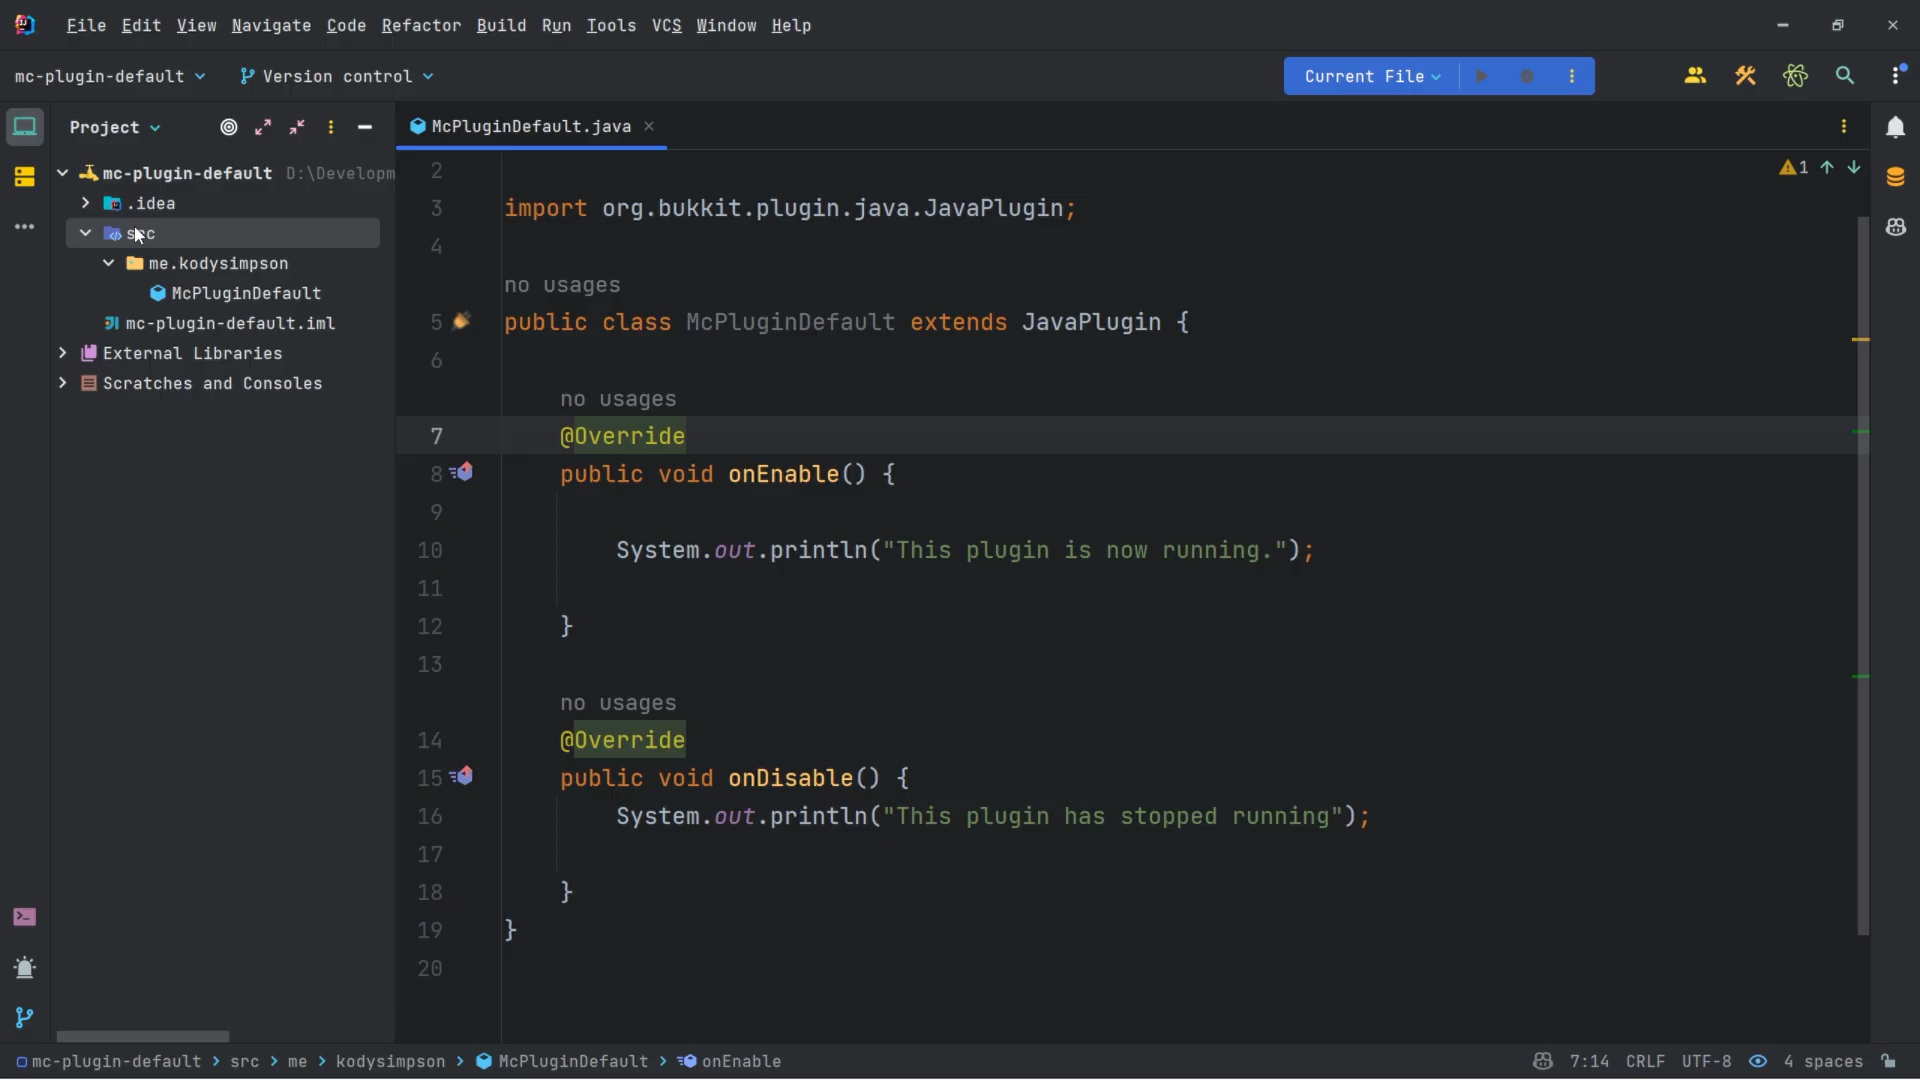 File Edit View Navigate Code Refactor Build Run Tools VCS Window Help
mc-plugin-default Version control Current File
Project
McPluginDefault.java
mc-plugin-default D:\Developm
.idea
src
me.kodysimpson
McPluginDefault
mc-plugin-default.iml
External Libraries
Scratches and Consoles
1
2
3 import org.bukkit.plugin.java.JavaPlugin;
4
no usages
5 public class McPluginDefault extends JavaPlugin {
6
no usages
7 @Override
8 public void onEnable() {
9
10 System.out.println("This plugin is now running.");
11
12 }
13
no usages
14 @Override
15 public void onDisable() {
16 System.out.println("This plugin has stopped running");
17
18 }
19 }
20
mc-plugin-default > src > me > kodysimpson > McPluginDefault > onEnable 7:14 CRLF UTF-8 4 spaces